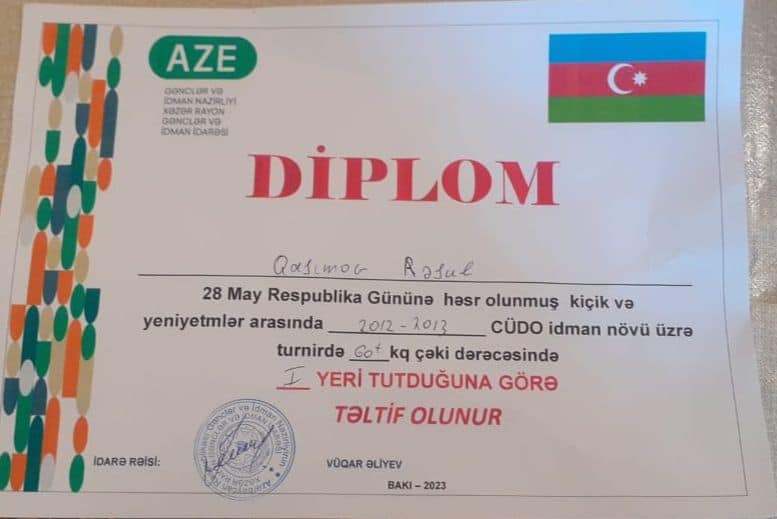 AZE
GƏNCLƏR VƏ
İDMAN NAZİRLİYİ
XƏZƏR RAYON
GƏNCLƏR VƏ
İDMAN İDARƏSİ
DİPLOM
Qasımov Rəsul
28 May Respublika Gününə həsr olunmuş kiçik və
yeniyetmlər arasında 2012-2013 CÜDO idman növü üzrə
turnirdə 60+ kq çəki dərəcəsində
I YERİ TUTDUĞUNA GÖRƏ
TƏLTİF OLUNUR
İDARƏ RƏİSİ:
VÜQAR ƏLİYEV
BAKI – 2023